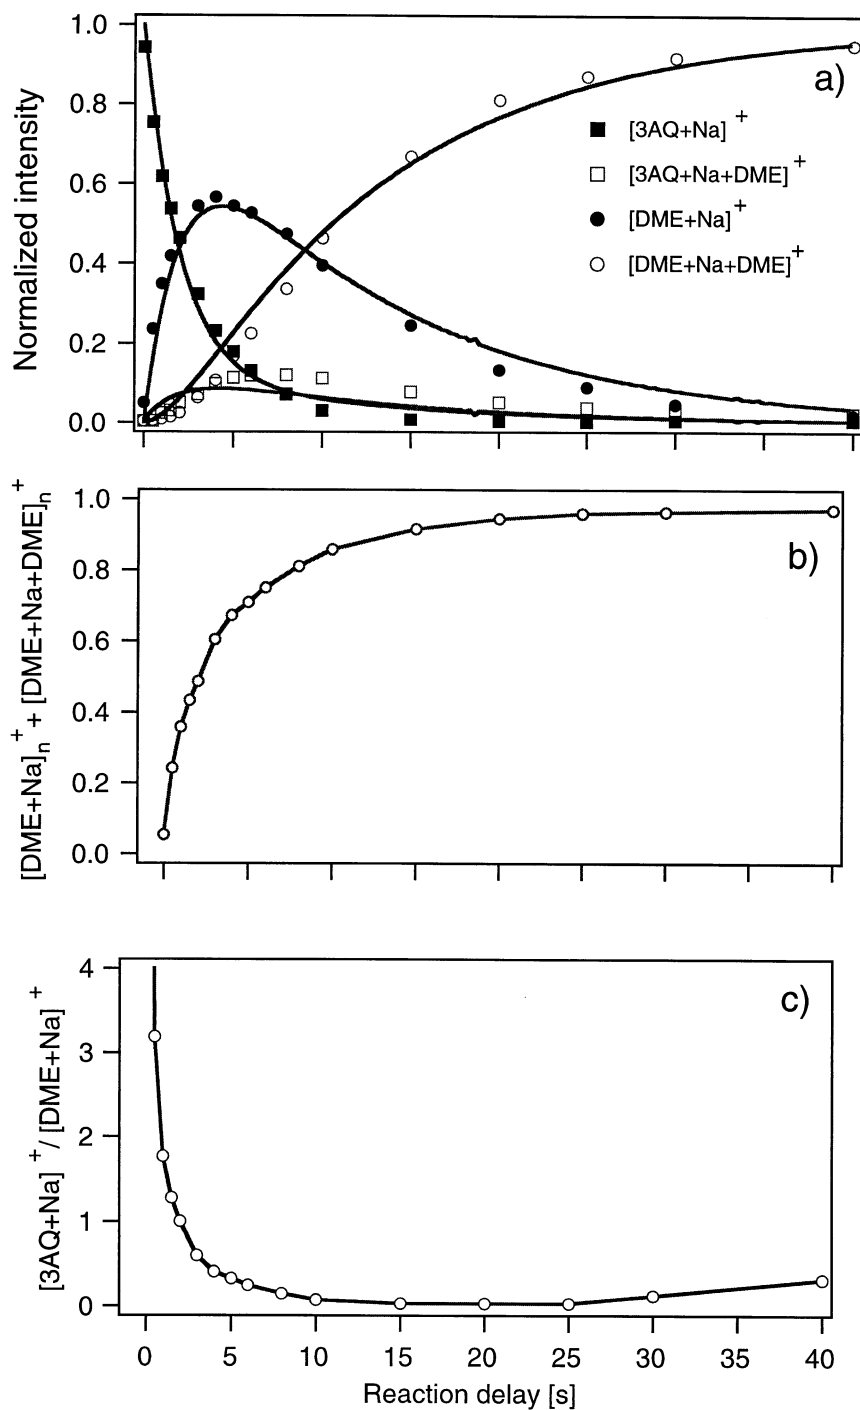 1.0
0.8
0.6
0.4
0.2
0.0
Normalized intensity
a)
[3AQ+Na]⁺
[3AQ+Na+DME]⁺
[DME+Na]⁺
[DME+Na+DME]⁺
1.0
0.8
0.6
0.4
0.2
0.0
[DME+Na]ₙ⁺ + [DME+Na+DME]ₙ⁺
b)
4
3
2
1
0
[3AQ+Na]⁺/ [DME+Na]⁺
c)
0 5 10 15 20 25 30 35 40
Reaction delay [s]